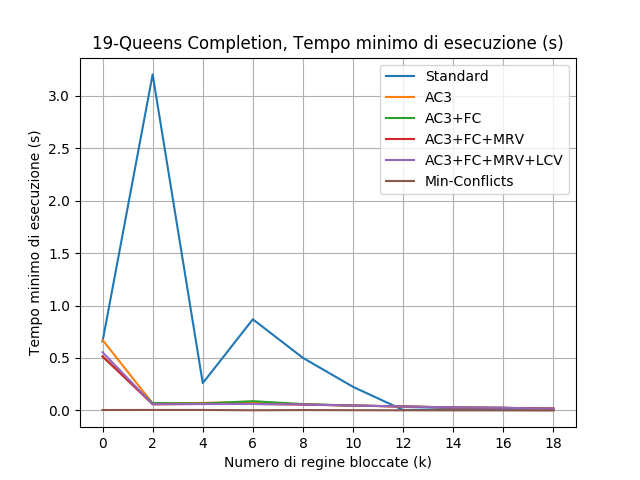 19-Queens Completion, Tempo minimo di esecuzione (s)
Standard
AC3
AC3+FC
AC3+FC+MRV
AC3+FC+MRV+LCV
Min-Conflicts
Tempo minimo di esecuzione (s)
3.0
2.5
2.0
1.5
1.0
0.5
0.0
0 2 4 6 8 10 12 14 16 18
Numero di regine bloccate (k)